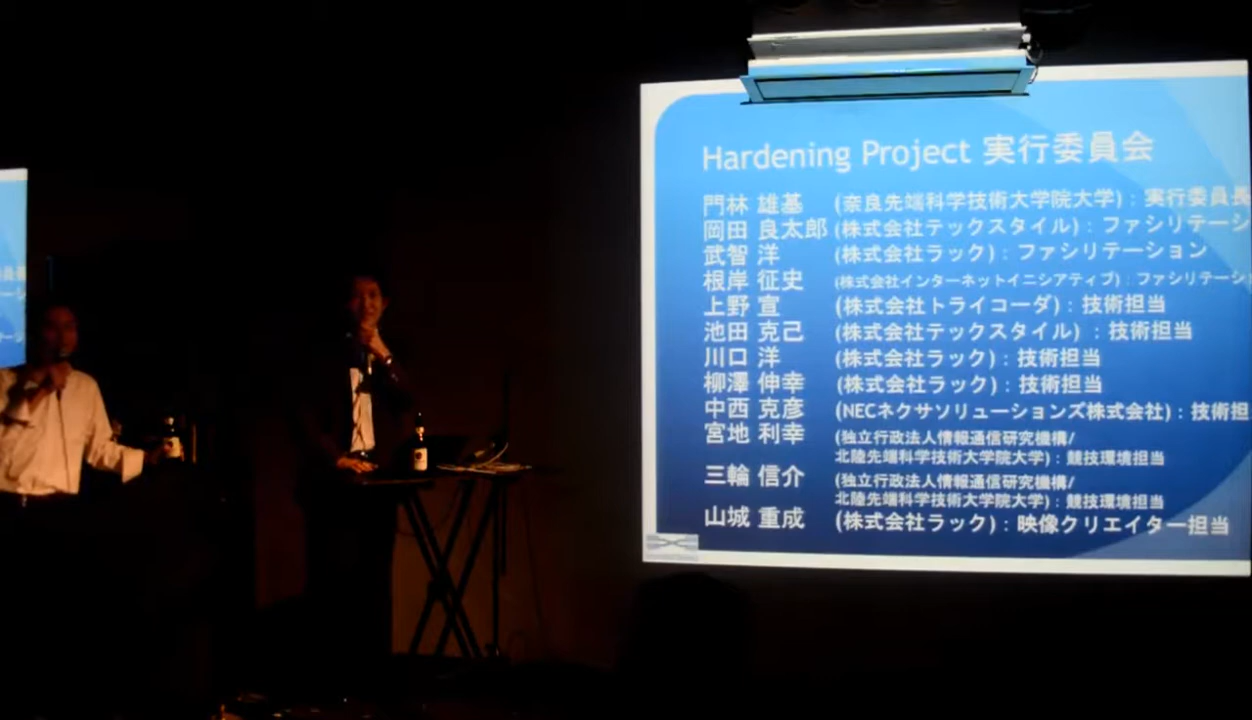 Hardening Project 実行委員会
門林 雄基 (奈良先端科学技術大学院大学) : 実行委員長
岡田 良太郎 (株式会社テックスタイル) : ファシリテーシ
武智 洋 (株式会社ラック) : ファシリテーション
根岸 征史 (株式会社インターネットイニシアティブ) : ファシリテーシ
上野 宣 (株式会社トライコーダ) : 技術担当
池田 克己 (株式会社テックスタイル) : 技術担当
川口 洋 (株式会社ラック) : 技術担当
柳澤 伸幸 (株式会社ラック) : 技術担当
中西 克彦 (NECネクサソリューションズ株式会社) : 技術担
宮地 利幸 (独立行政法人情報通信研究機構/
北陸先端科学技術大学院大学) : 競技環境担当
三輪 信介 (独立行政法人情報通信研究機構/
北陸先端科学技術大学院大学) : 競技環境担当
山城 重成 (株式会社ラック) : 映像クリエイター担当